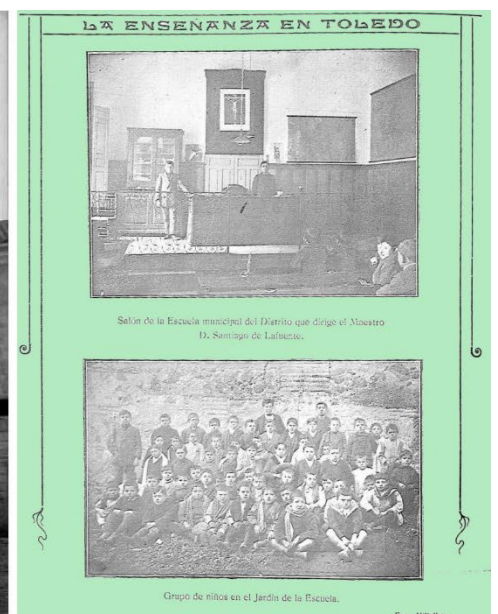 LA ENSEÑANZA EN TOLEDO
Salón de la Escuela municipal del Distrito que dirige el Maestro
D. Santiago de Lafuente.
Grupo de niños en el Jardín de la Escuela.